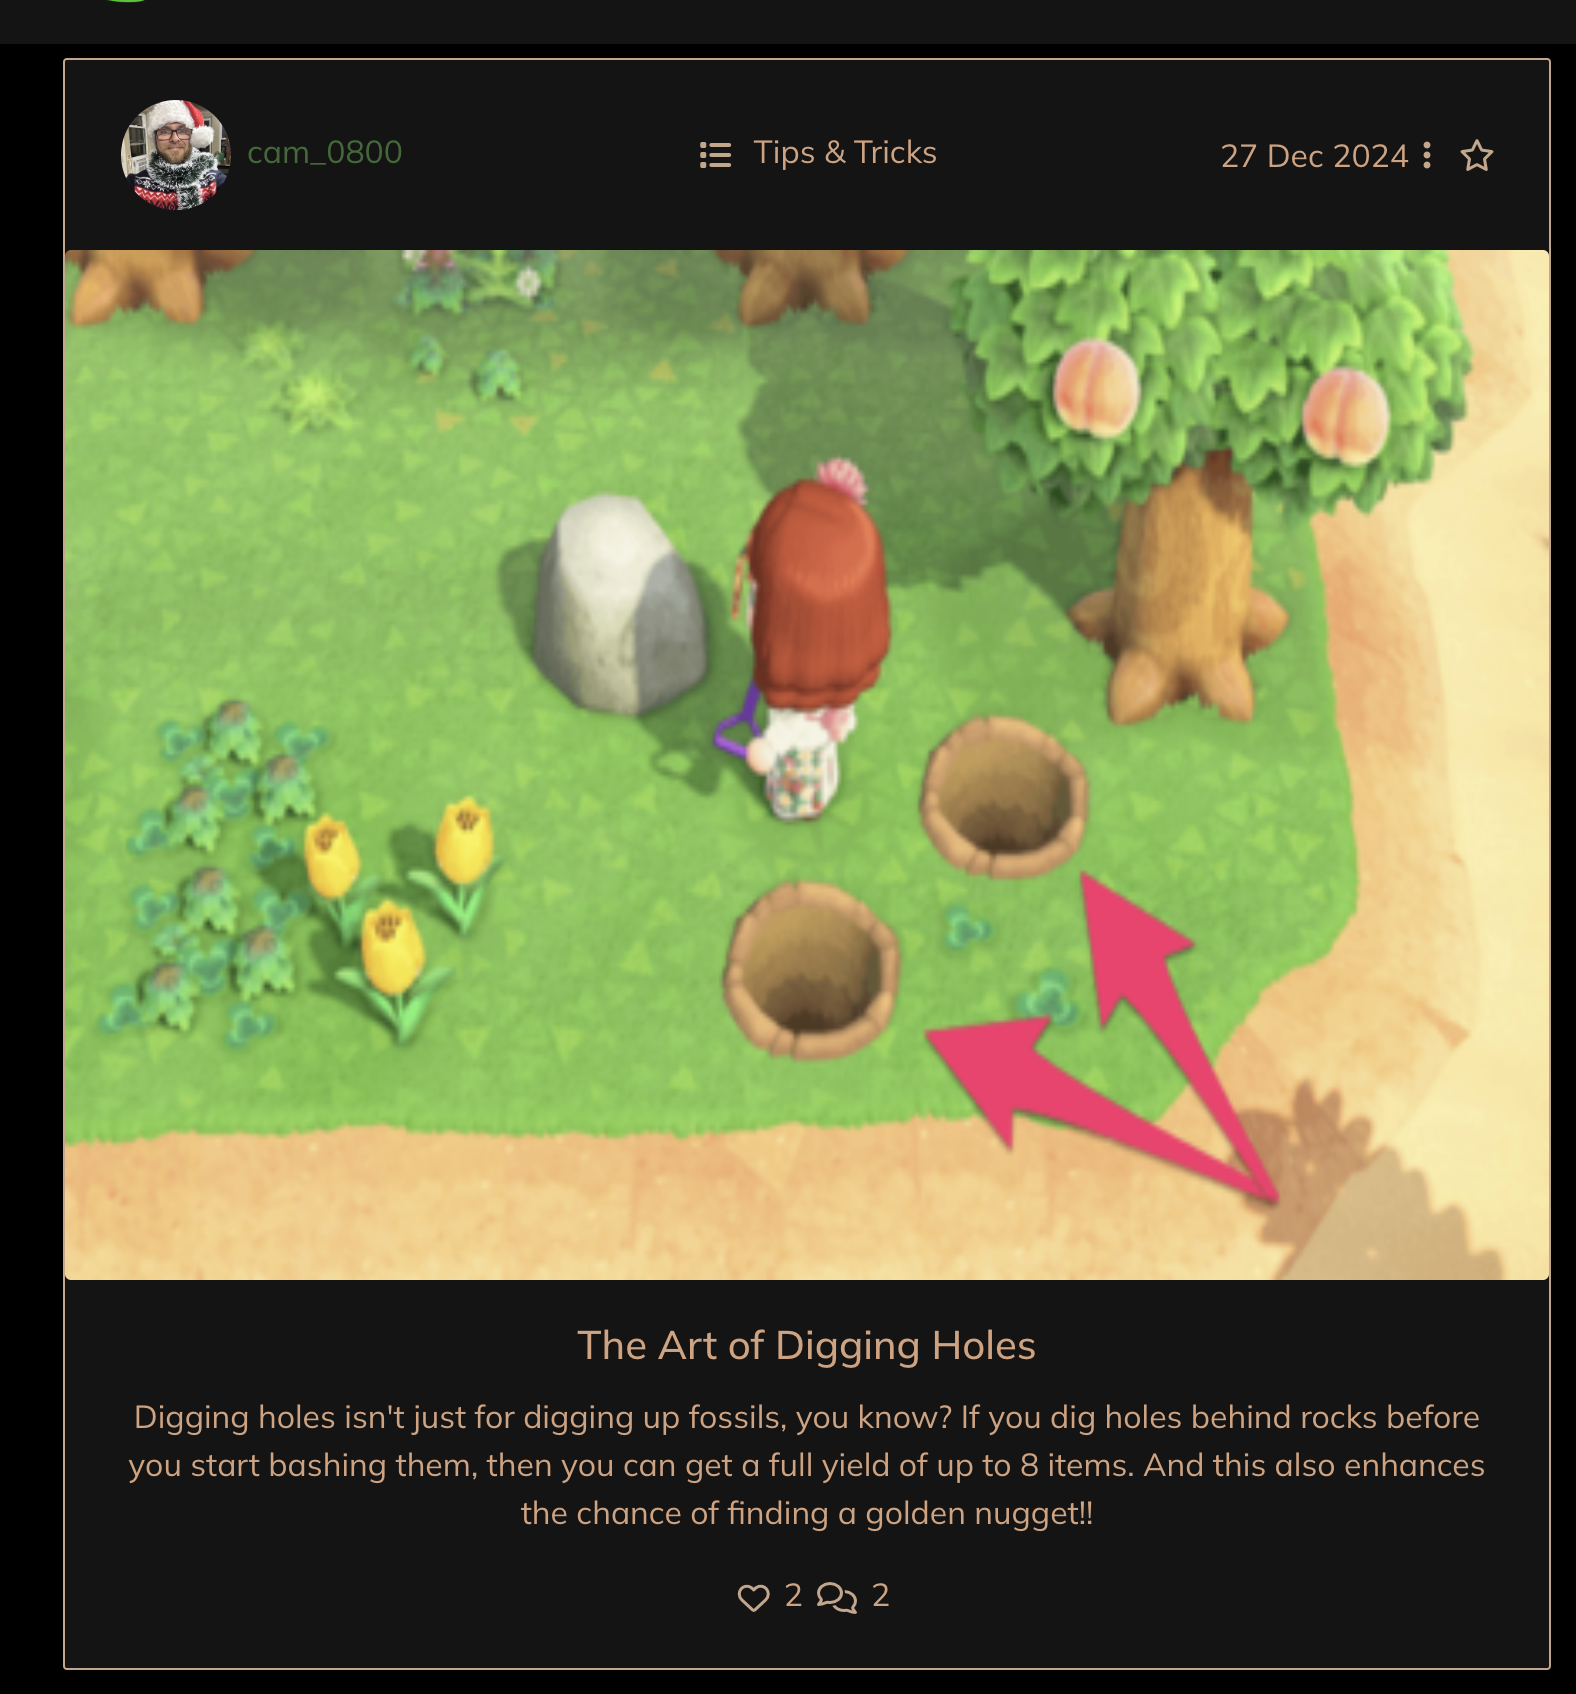 cam_0800
Tips & Tricks
27 Dec 2024
The Art of Digging Holes
Digging holes isn't just for digging up fossils, you know? If you dig holes behind rocks before
you start bashing them, then you can get a full yield of up to 8 items. And this also enhances
the chance of finding a golden nugget!!
2 2